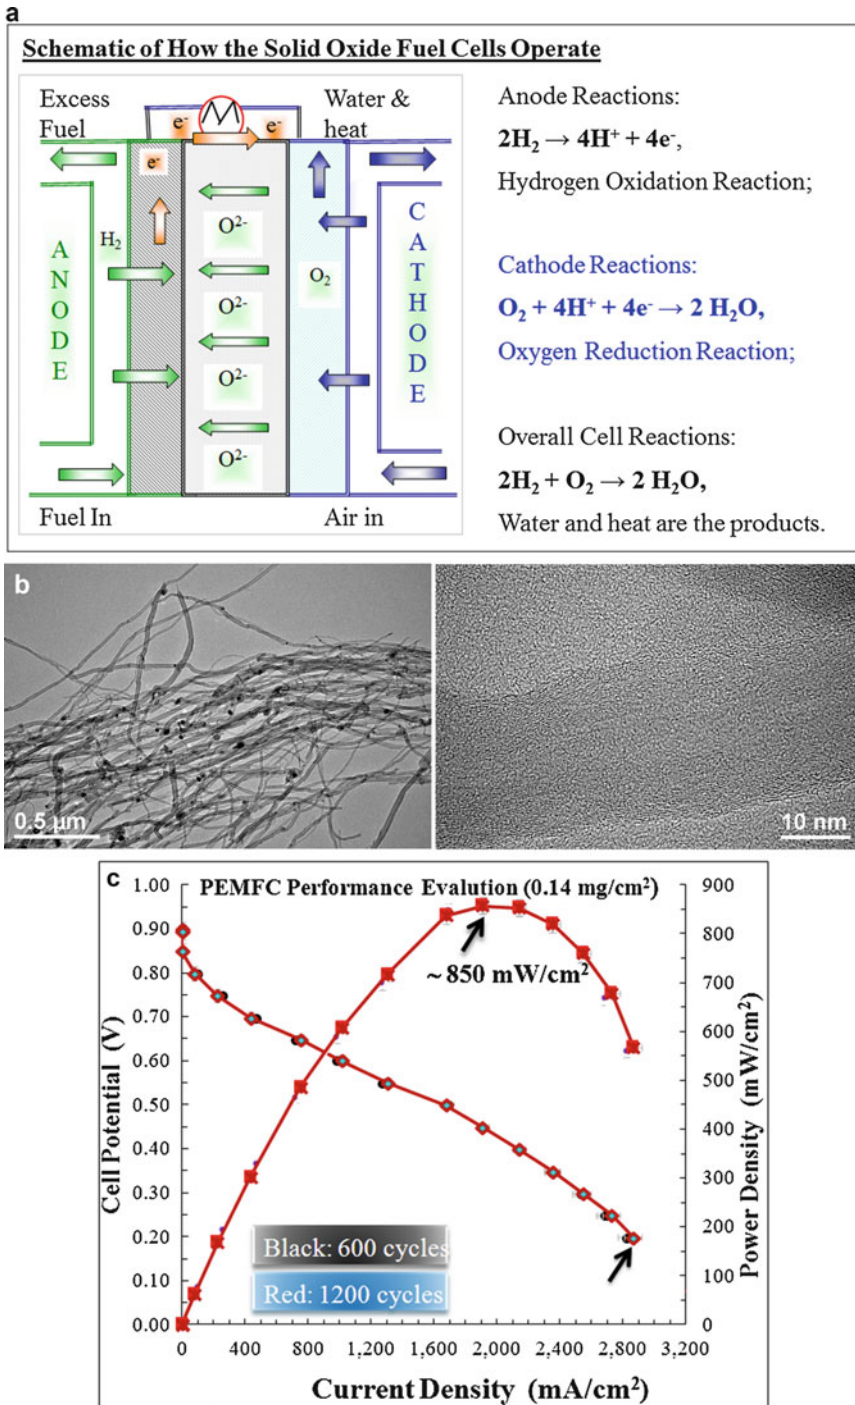 a
Schematic of How the Solid Oxide Fuel Cells Operate
Excess
Fuel
Water &
heat
e-
e-
e-
H2
O2-
O2-
O2-
O2-
O2-
O2
ANODE
CATHODE
Fuel In
Air in
Anode Reactions:
2H2 → 4H+ + 4e-,
Hydrogen Oxidation Reaction;
Cathode Reactions:
O2 + 4H+ + 4e- → 2 H2O,
Oxygen Reduction Reaction;
Overall Cell Reactions:
2H2 + O2 → 2 H2O,
Water and heat are the products.
b
0.5 µm
10 nm
c
PEMFC Performance Evalution (0.14 mg/cm2)
~ 850 mW/cm2
Black: 600 cycles
Red: 1200 cycles
Cell Potential (V)
1.00
0.90
0.80
0.70
0.60
0.50
0.40
0.30
0.20
0.10
0.00
Power Density (mW/cm2)
900
800
700
600
500
400
300
200
100
0
0 400 800 1,200 1,600 2,000 2,400 2,800 3,200
Current Density (mA/cm2)